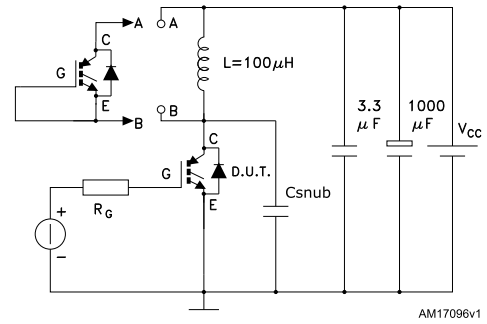 A A
C
G
E
B B
L=100μH
3.3
μF
1000
μF
VCC
C
G
D.U.T.
E
Csnub
RG
+
−
AM17096v1